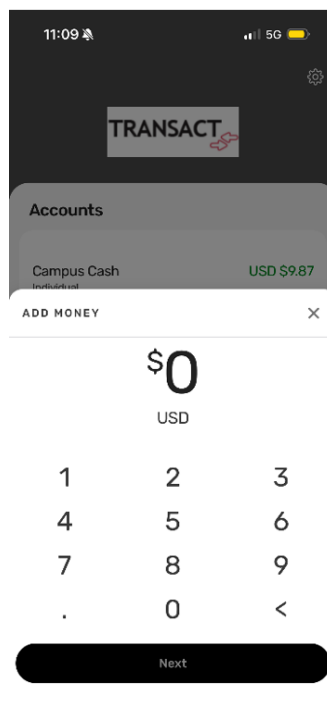 11:09 5G
TRANSACT
Accounts
Campus Cash USD $9.87
Individual
ADD MONEY ×
$0
USD
1 2 3
4 5 6
7 8 9
. 0 <
Next